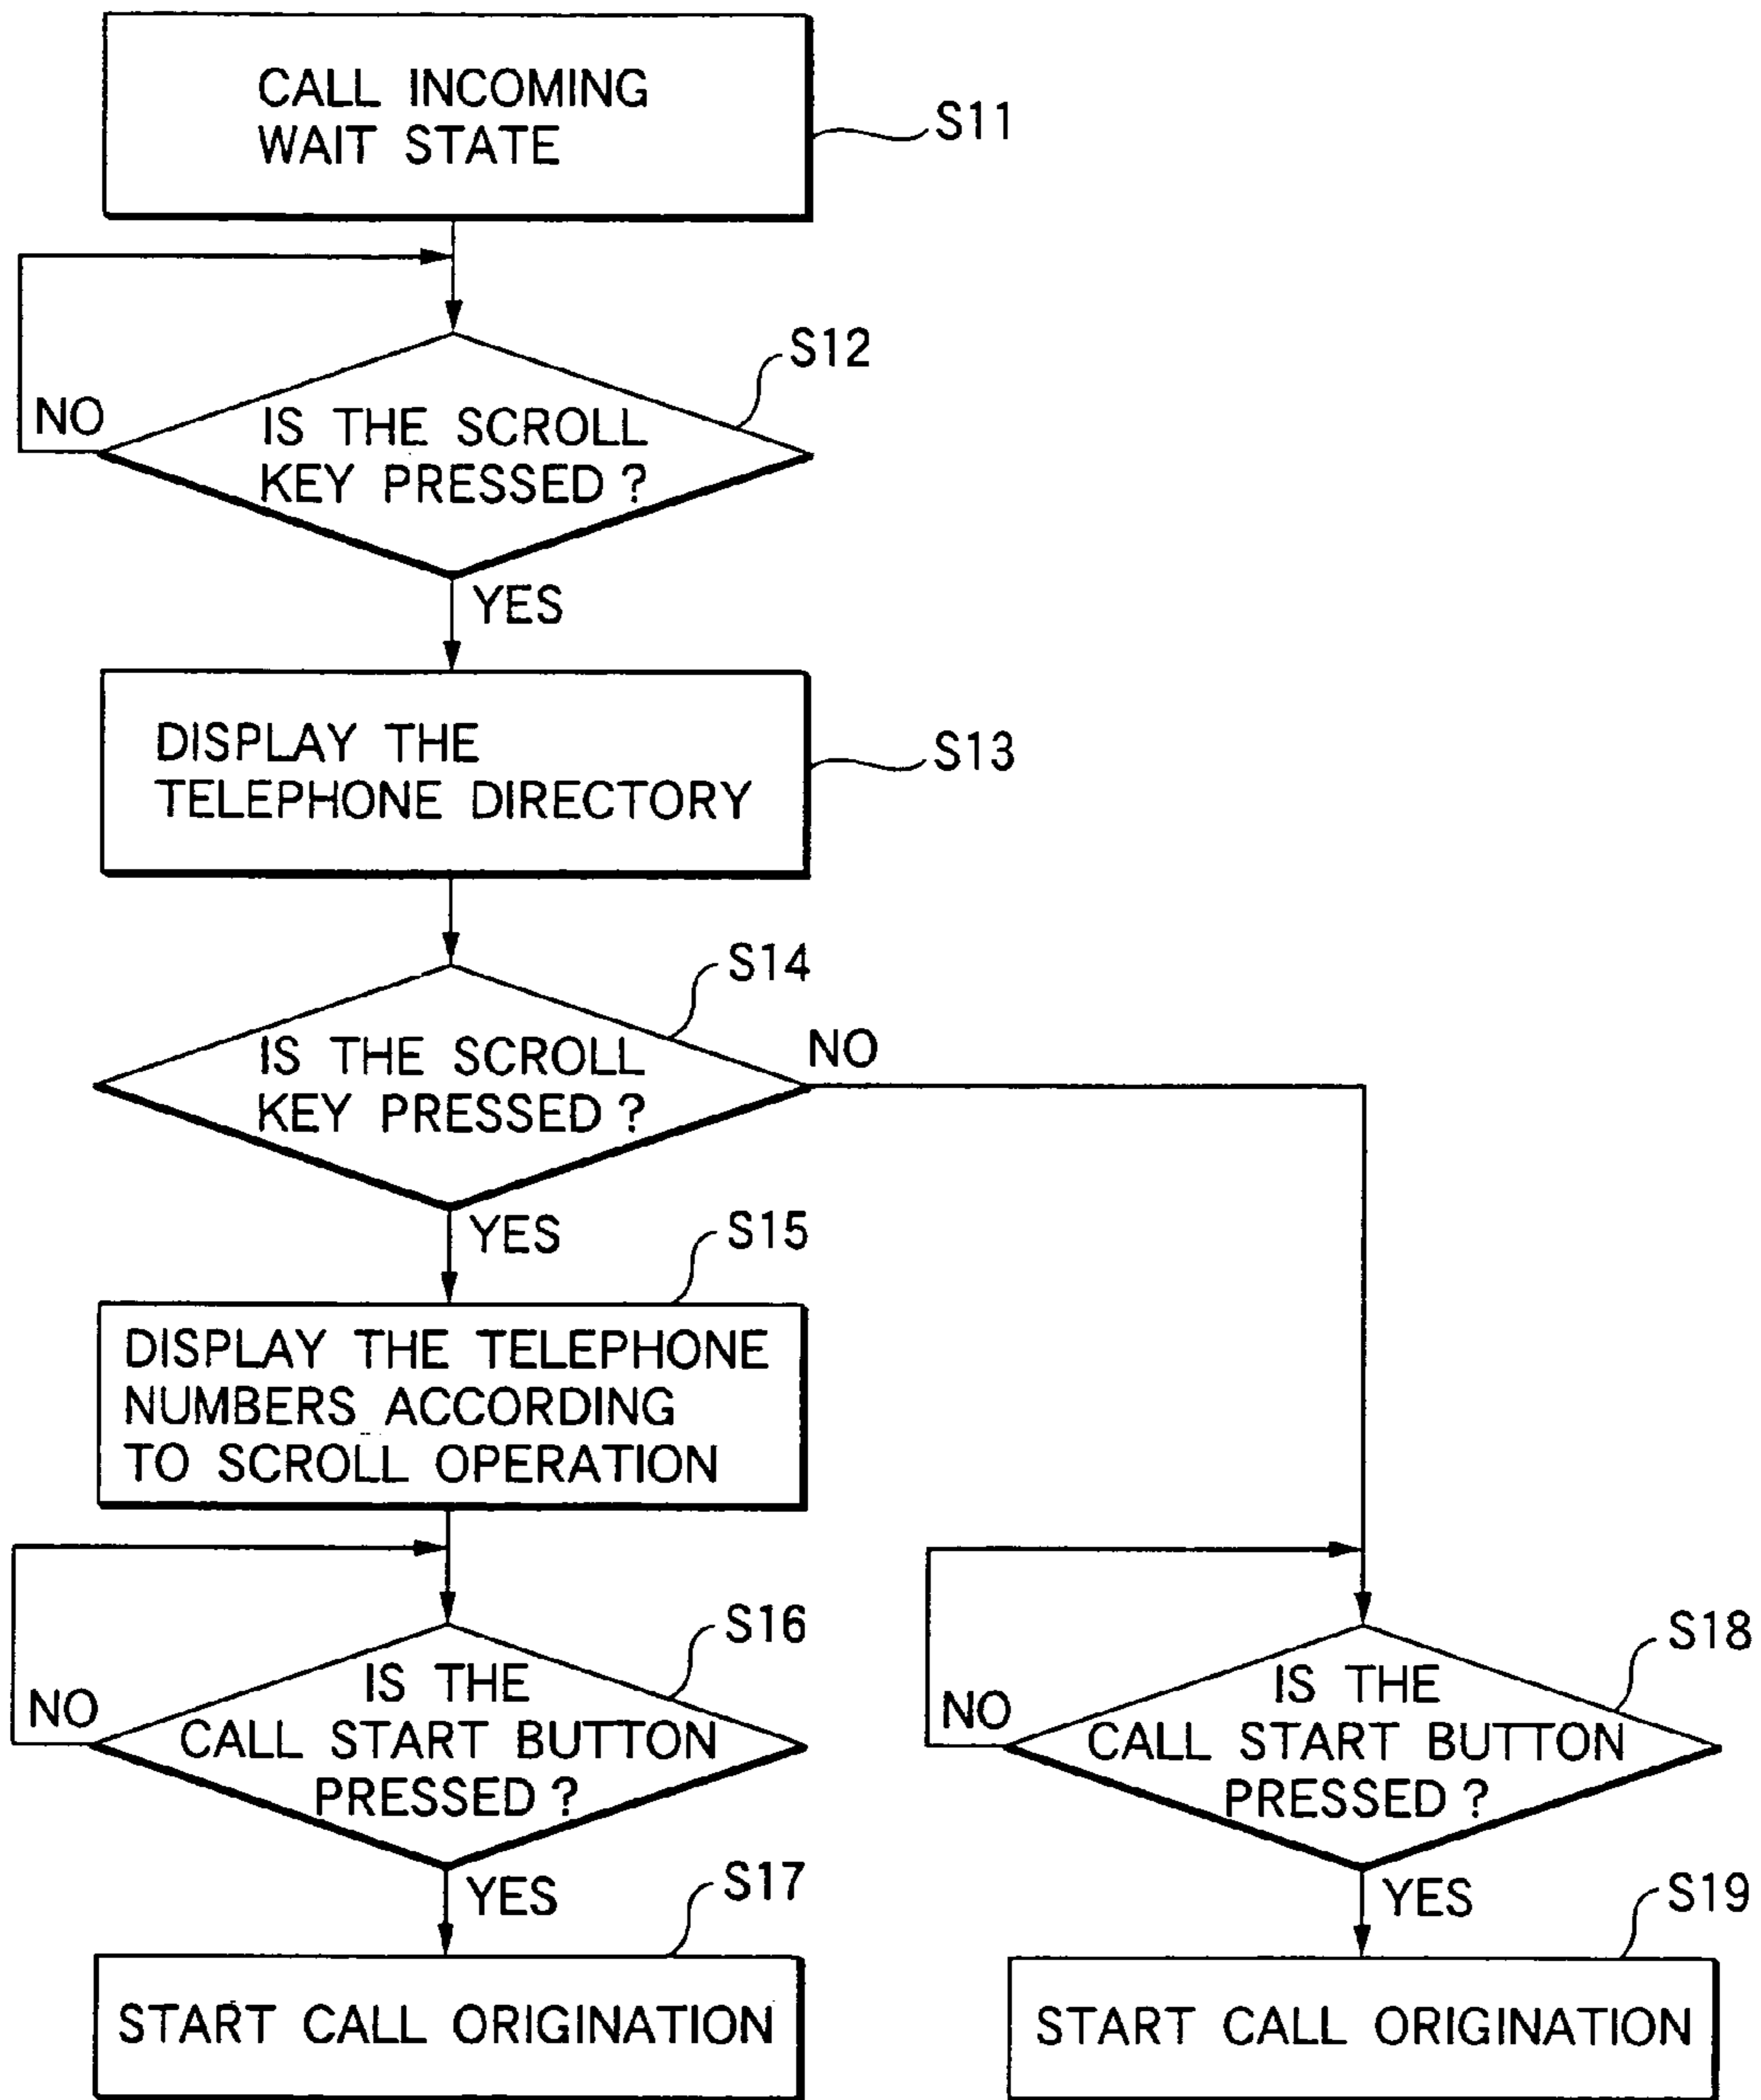 CALL INCOMING
WAIT STATE
S11
S12
NO
IS THE SCROLL
KEY PRESSED ?
YES
DISPLAY THE
TELEPHONE DIRECTORY
S13
S14
IS THE SCROLL
KEY PRESSED ?
NO
YES
S15
DISPLAY THE TELEPHONE
NUMBERS ACCORDING
TO SCROLL OPERATION
S16
NO
IS THE
CALL START BUTTON
PRESSED ?
YES
S17
START CALL ORIGINATION
S18
NO
IS THE
CALL START BUTTON
PRESSED ?
YES
S19
START CALL ORIGINATION